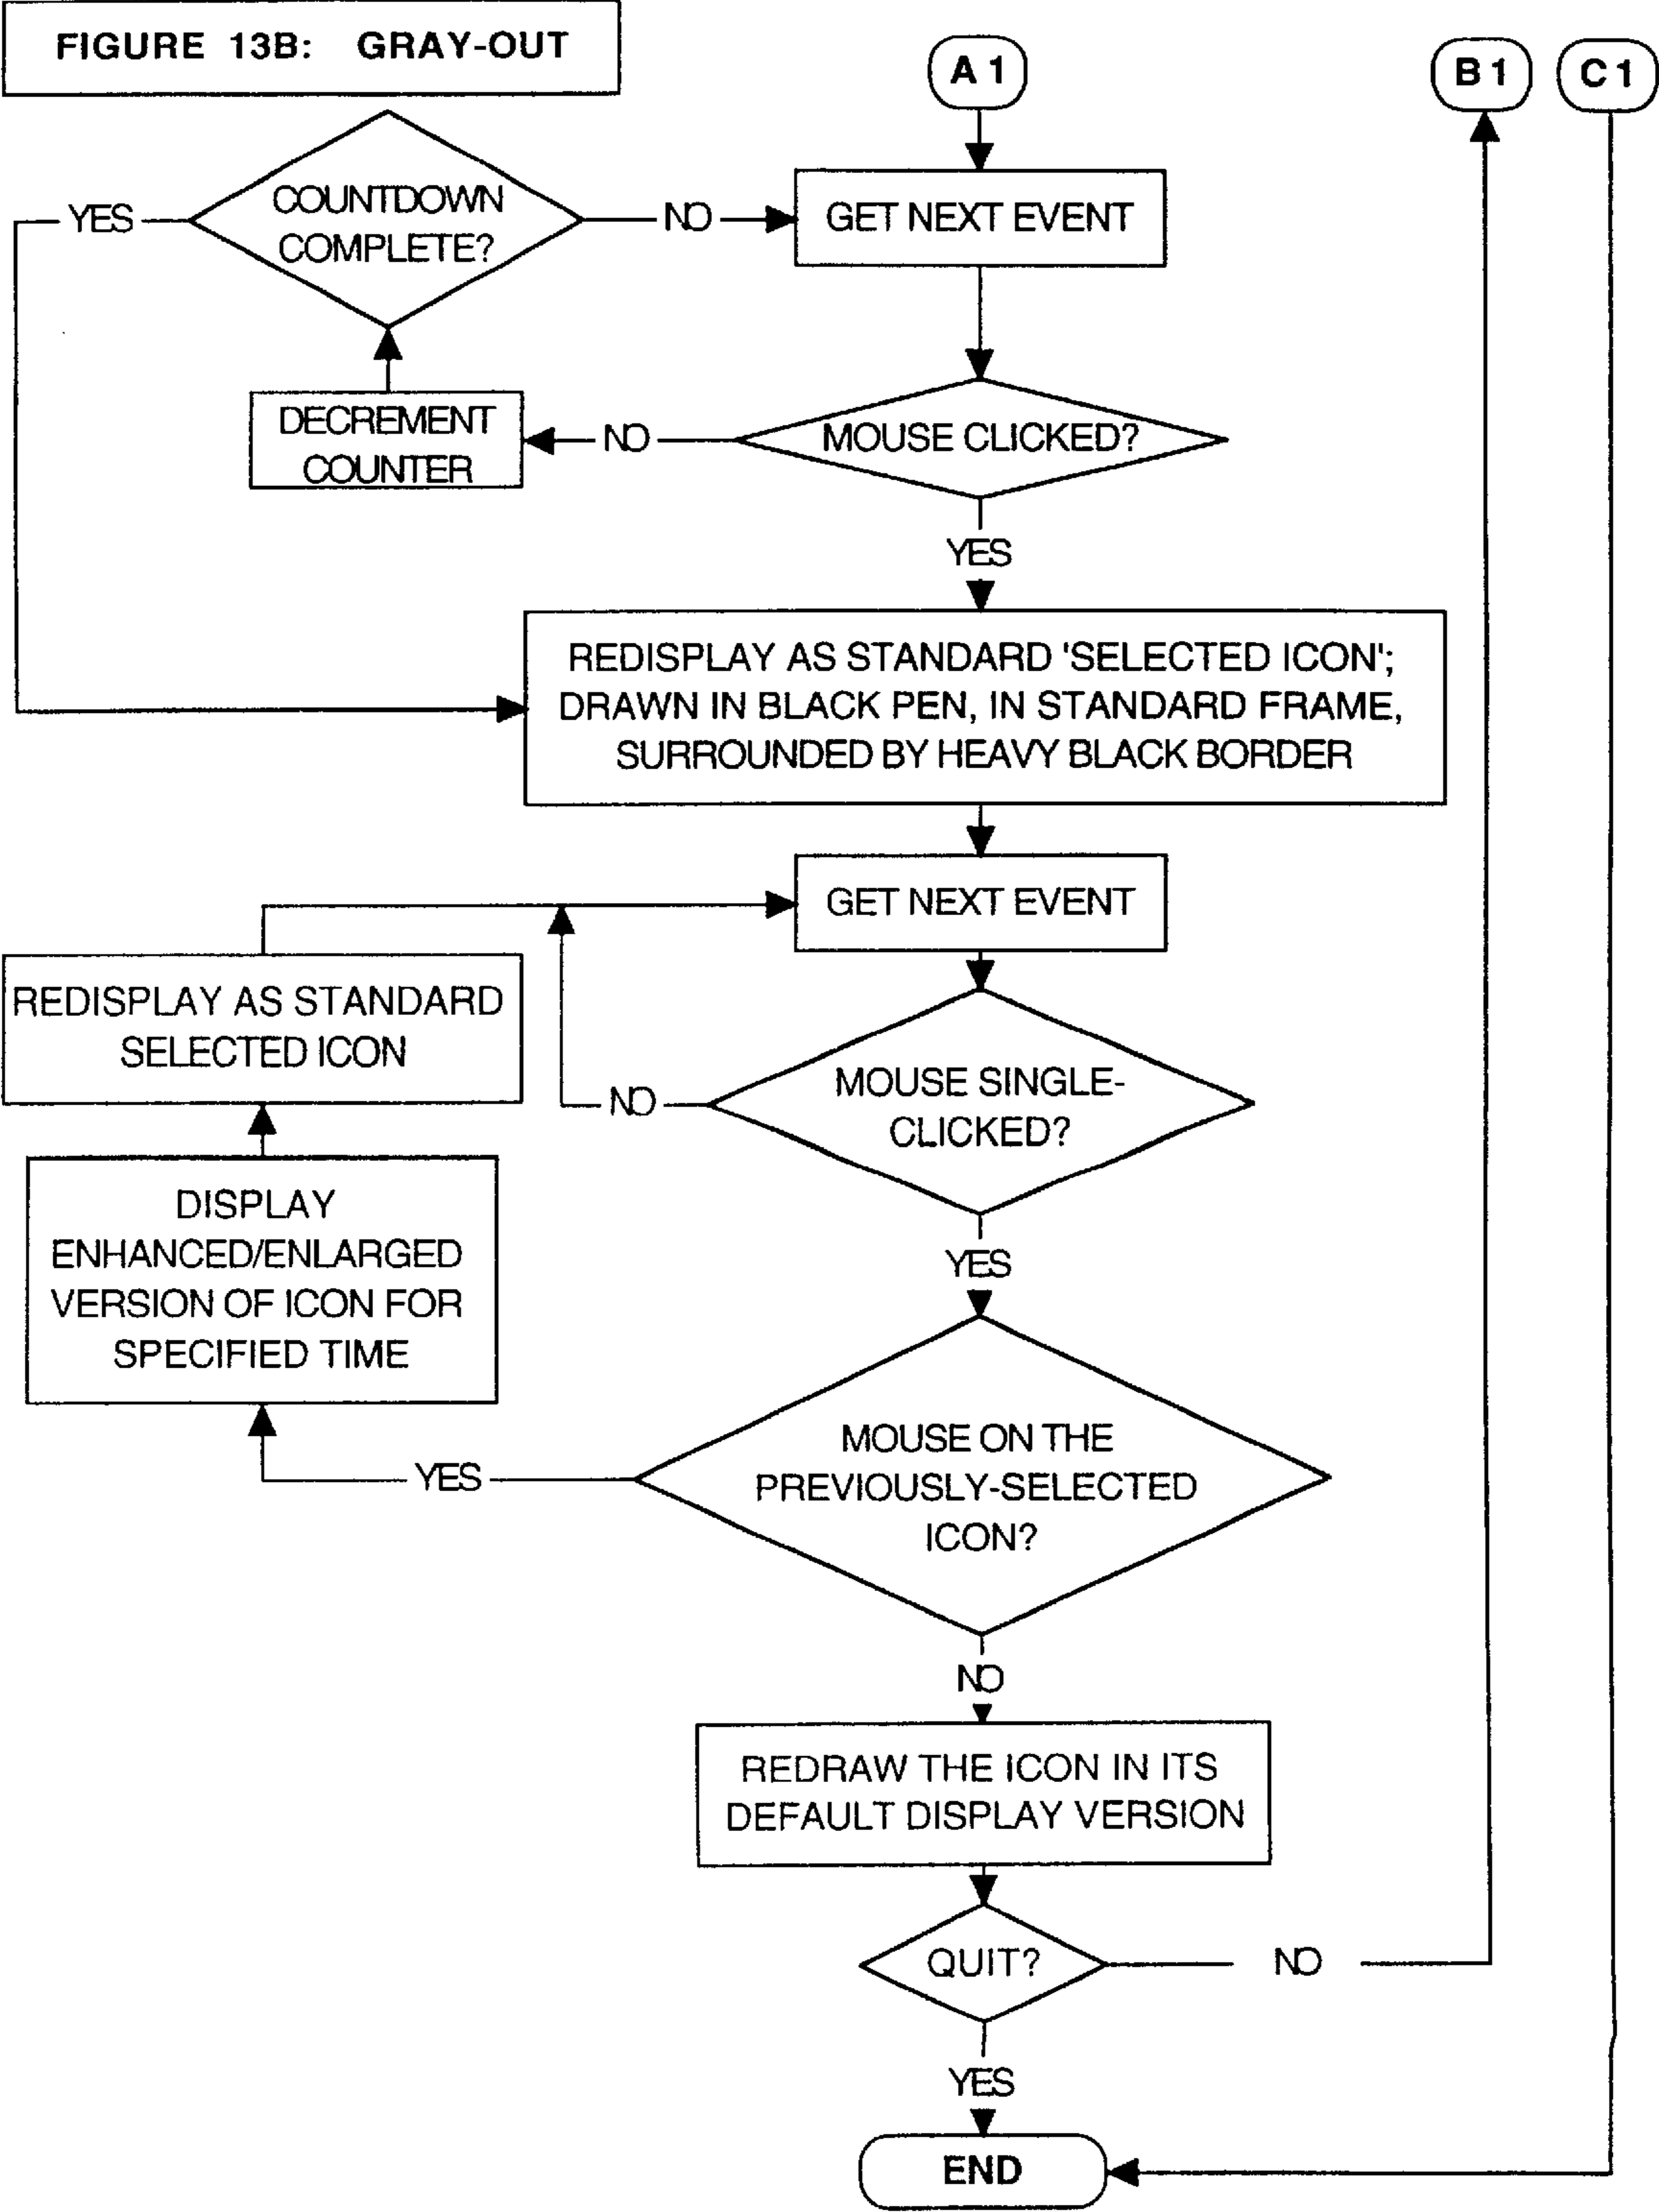 FIGURE 13B: GRAY-OUT
A1
B1
C1
COUNTDOWN
COMPLETE?
YES
NO
GET NEXT EVENT
DECREMENT
COUNTER
NO
MOUSE CLICKED?
YES
REDISPLAY AS STANDARD 'SELECTED ICON';
DRAWN IN BLACK PEN, IN STANDARD FRAME,
SURROUNDED BY HEAVY BLACK BORDER
GET NEXT EVENT
REDISPLAY AS STANDARD
SELECTED ICON
NO
MOUSE SINGLE-
CLICKED?
YES
DISPLAY
ENHANCED/ENLARGED
VERSION OF ICON FOR
SPECIFIED TIME
YES
MOUSE ON THE
PREVIOUSLY-SELECTED
ICON?
NO
REDRAW THE ICON IN ITS
DEFAULT DISPLAY VERSION
QUIT?
NO
YES
END